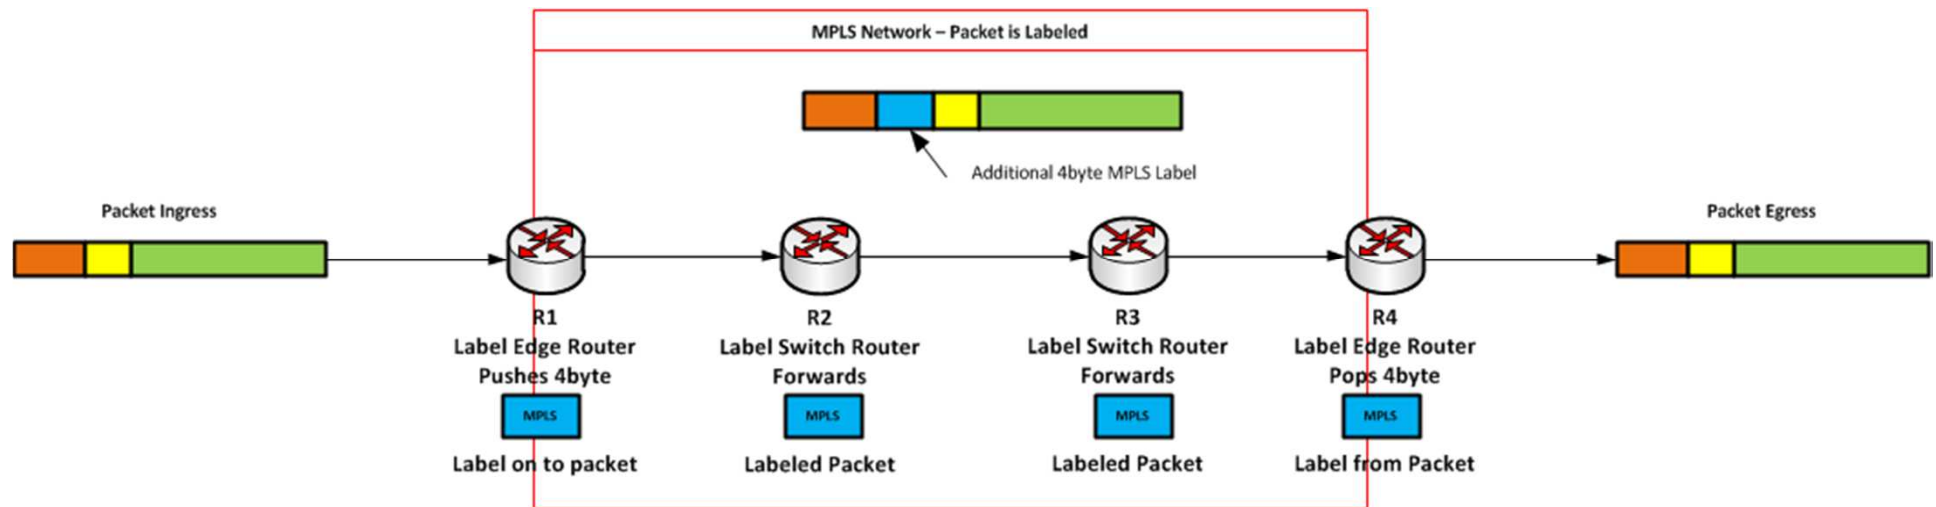 MPLS Network – Packet is Labeled
Additional 4byte MPLS Label
Packet Ingress
Packet Egress
R1
Label Edge Router
Pushes 4byte
MPLS
Label on to packet
R2
Label Switch Router
Forwards
MPLS
Labeled Packet
R3
Label Switch Router
Forwards
MPLS
Labeled Packet
R4
Label Edge Router
Pops 4byte
MPLS
Label from Packet